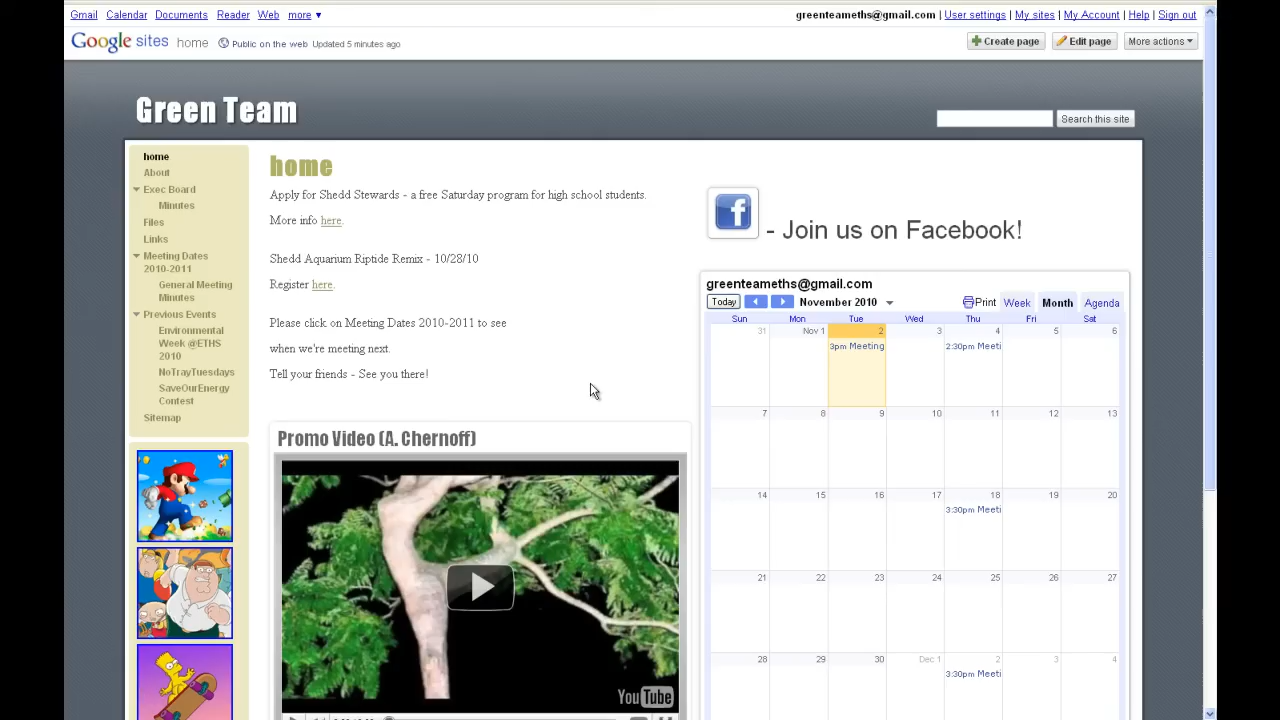 Gmail Calendar Documents Reader Web more ▼
greenteameths@gmail.com | User settings | My sites | My Account | Help | Sign out
Google sites home Public on the web Updated 5 minutes ago
Create page Edit page More actions
Green Team
Search this site
home
About
Exec Board
Minutes
Files
Links
Meeting Dates
2010-2011
General Meeting
Minutes
Previous Events
Environmental
Week @ETHS
2010
NoTrayTuesdays
SaveOurEnergy
Contest
Sitemap
home
Apply for Shedd Stewards - a free Saturday program for high school students.
More info here.
Shedd Aquarium Riptide Remix - 10/28/10
Register here.
Please click on Meeting Dates 2010-2011 to see
when we're meeting next.
Tell your friends - See you there!
Promo Video (A. Chernoff)
YouTube
- Join us on Facebook!
greenteameths@gmail.com
Today November 2010 Print Week Month Agenda
Sun Mon Tue Wed Thu Fri Sat
31 Nov 1 2 3 4 5 6
3pm Meeting 2:30pm Meeti
7 8 9 10 11 12 13
14 15 16 17 18 19 20
3:30pm Meeti
21 22 23 24 25 26 27
28 29 30 Dec 1 2 3 4
3:30pm Meeti